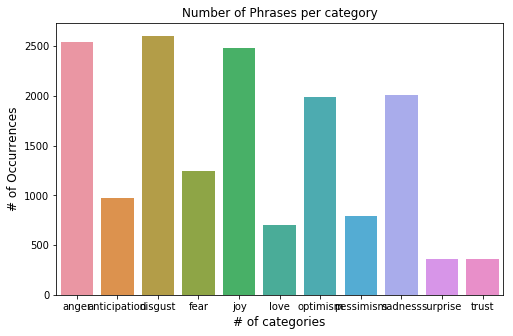 Number of Phrases per category
# of Occurrences
2500
2000
1500
1000
500
0
anger anticipation disgust fear joy love optimism pessimism sadness surprise trust
# of categories